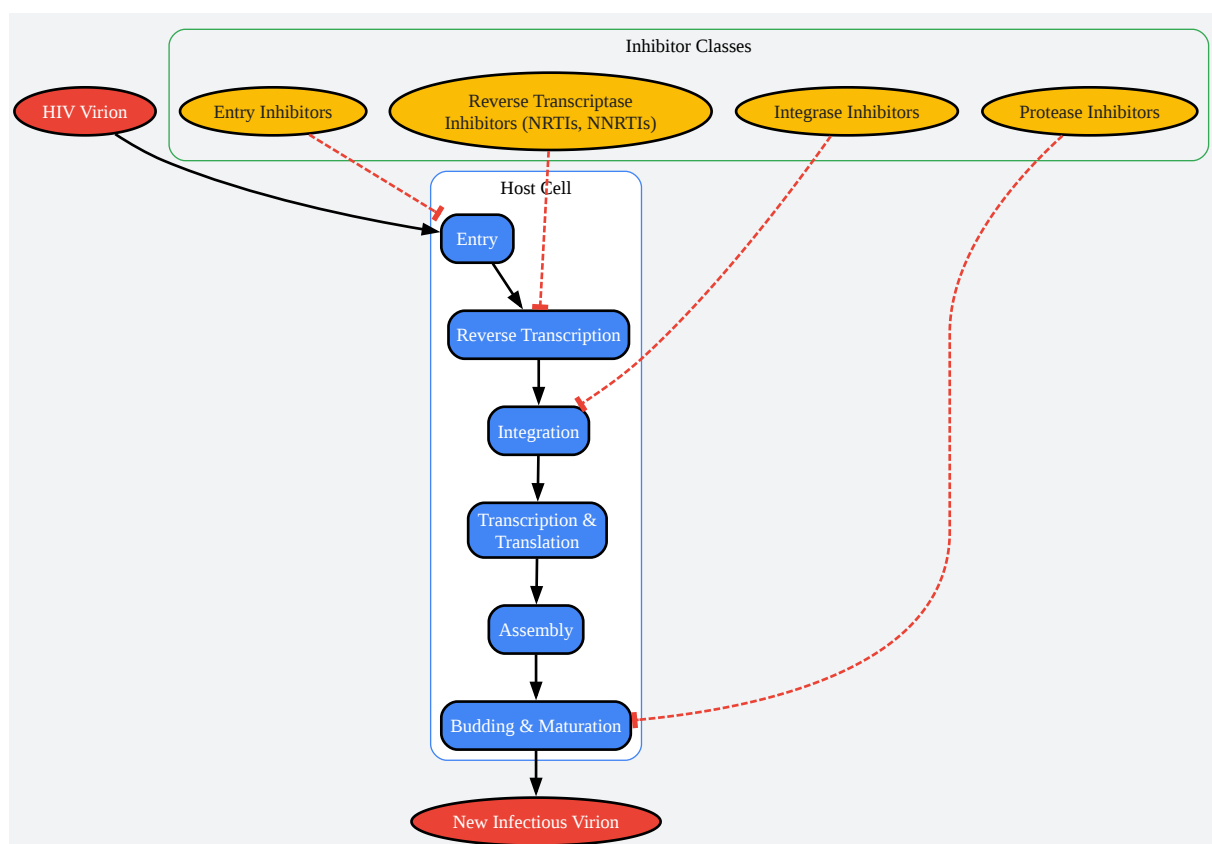 Inhibitor Classes
HIV Virion
Entry Inhibitors
Reverse Transcriptase
Inhibitors (NRTIs, NNRTIs)
Integrase Inhibitors
Protease Inhibitors
Host Cell
Entry
Reverse Transcription
Integration
Transcription &
Translation
Assembly
Budding & Maturation
New Infectious Virion